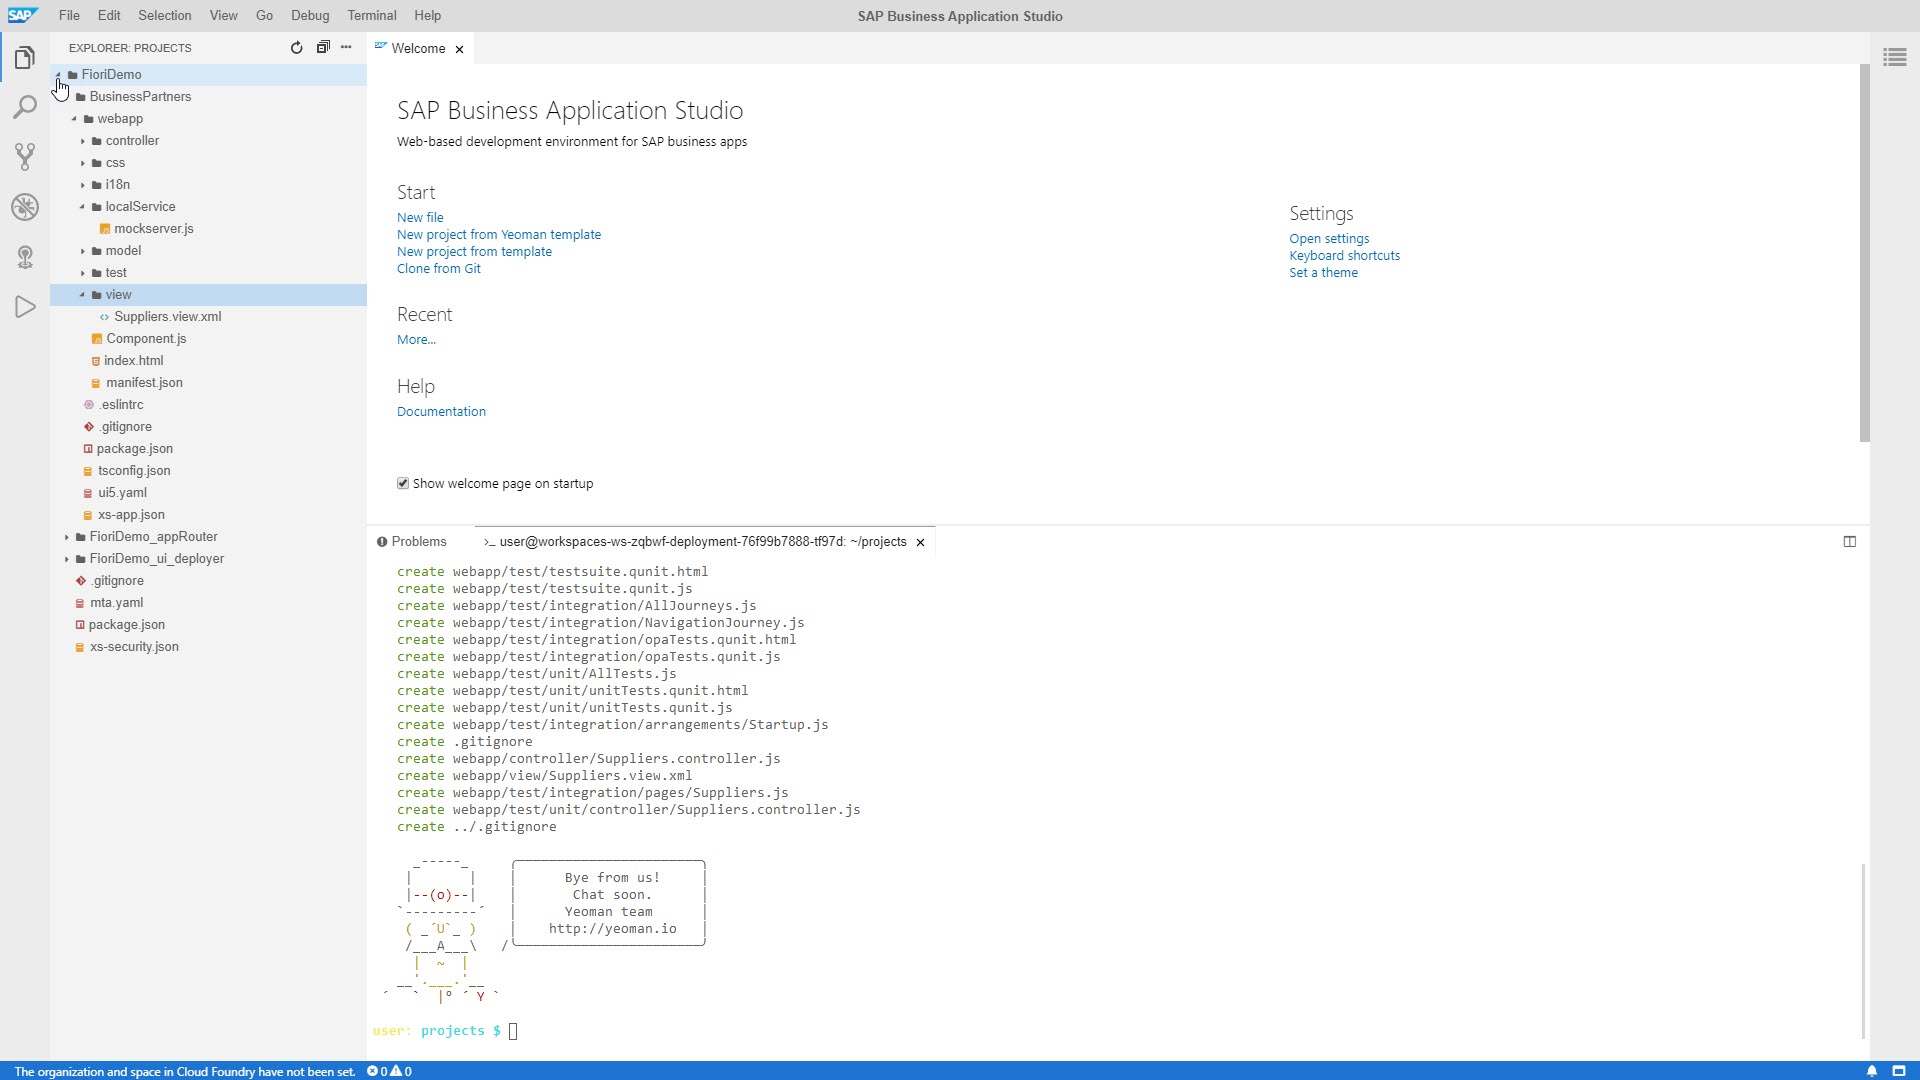 SAP File Edit Selection View Go Debug Terminal Help SAP Business Application Studio
EXPLORER: PROJECTS
FioriDemo
BusinessPartners
webapp
controller
css
i18n
localService
mockserver.js
model
test
view
Suppliers.view.xml
Component.js
index.html
manifest.json
.eslintrc
.gitignore
package.json
tsconfig.json
ui5.yaml
xs-app.json
FioriDemo_appRouter
FioriDemo_ui_deployer
.gitignore
mta.yaml
package.json
xs-security.json
Welcome
SAP Business Application Studio
Web-based development environment for SAP business apps
Start
New file
New project from Yeoman template
New project from template
Clone from Git
Recent
More...
Help
Documentation
Settings
Open settings
Keyboard shortcuts
Set a theme
Show welcome page on startup
Problems >_ user@workspaces-ws-zqbwf-deployment-76f99b7888-tf97d: ~/projects
create webapp/test/testsuite.qunit.html
create webapp/test/testsuite.qunit.js
create webapp/test/integration/AllJourneys.js
create webapp/test/integration/NavigationJourney.js
create webapp/test/integration/opaTests.qunit.html
create webapp/test/integration/opaTests.qunit.js
create webapp/test/unit/AllTests.js
create webapp/test/unit/unitTests.qunit.html
create webapp/test/unit/unitTests.qunit.js
create webapp/test/integration/arrangements/Startup.js
create .gitignore
create webapp/controller/Suppliers.controller.js
create webapp/view/Suppliers.view.xml
create webapp/test/integration/pages/Suppliers.js
create webapp/test/unit/controller/Suppliers.controller.js
create ../.gitignore
Bye from us!
Chat soon.
Yeoman team
http://yeoman.io
user: projects $
The organization and space in Cloud Foundry have not been set. 0 0